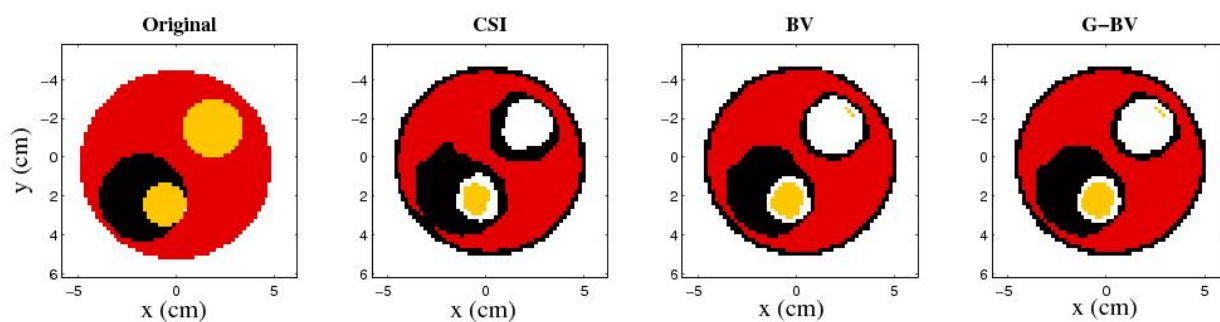 Original CSI BV G−BV
−4 −4 −4 −4
−2 −2 −2 −2
y (cm) 0 0 0 0
2 2 2 2
4 4 4 4
6 6 6 6
−5 0 5 −5 0 5 −5 0 5 −5 0 5
x (cm) x (cm) x (cm) x (cm)